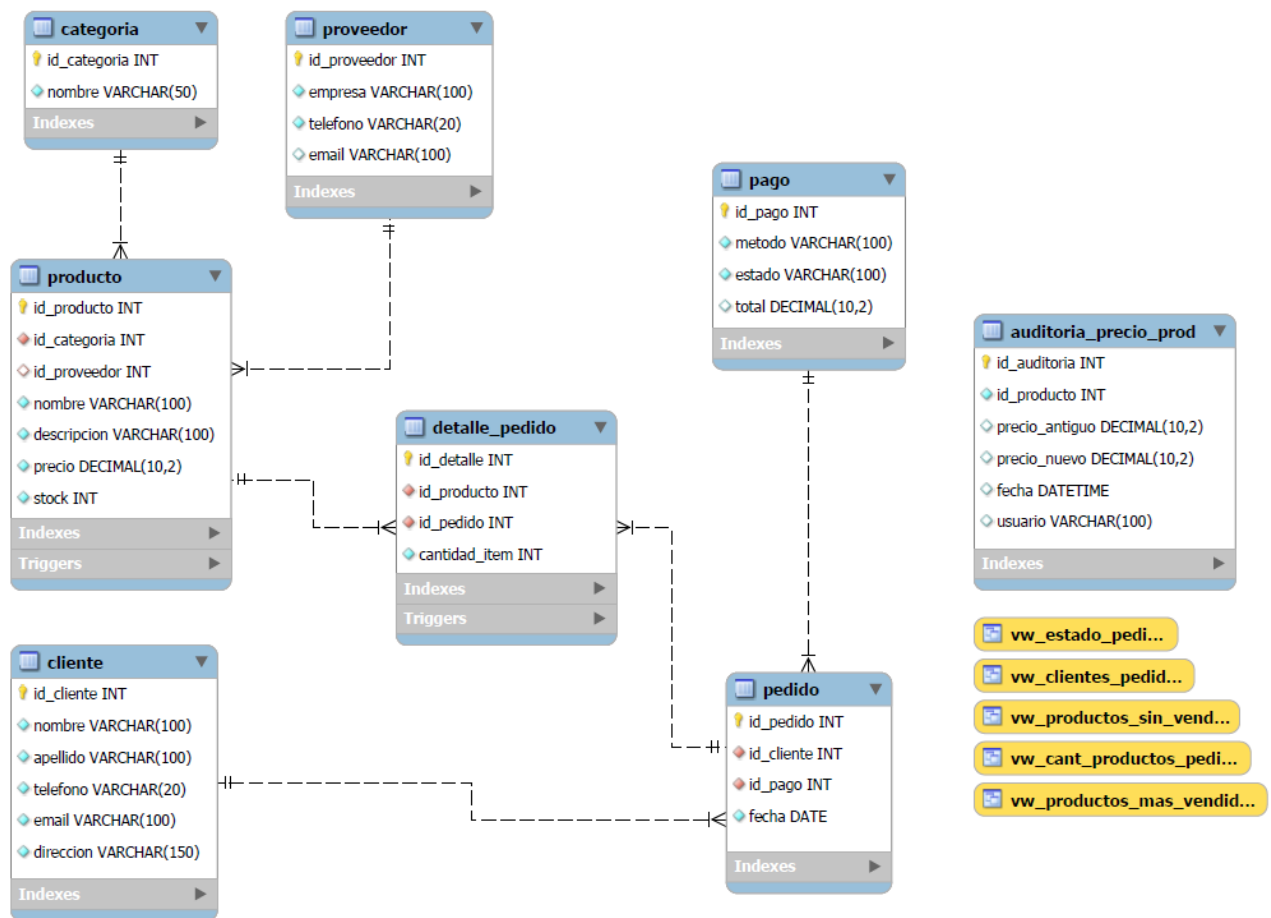 categoria
id_categoria INT
nombre VARCHAR(50)
Indexes
proveedor
id_proveedor INT
empresa VARCHAR(100)
telefono VARCHAR(20)
email VARCHAR(100)
Indexes
pago
id_pago INT
metodo VARCHAR(100)
estado VARCHAR(100)
total DECIMAL(10,2)
Indexes
producto
id_producto INT
id_categoria INT
id_proveedor INT
nombre VARCHAR(100)
descripcion VARCHAR(100)
precio DECIMAL(10,2)
stock INT
Indexes
Triggers
auditoria_precio_prod
id_auditoria INT
id_producto INT
precio_antiguo DECIMAL(10,2)
precio_nuevo DECIMAL(10,2)
fecha DATETIME
usuario VARCHAR(100)
Indexes
detalle_pedido
id_detalle INT
id_producto INT
id_pedido INT
cantidad_item INT
Indexes
Triggers
cliente
id_cliente INT
nombre VARCHAR(100)
apellido VARCHAR(100)
telefono VARCHAR(20)
email VARCHAR(100)
direccion VARCHAR(150)
Indexes
pedido
id_pedido INT
id_cliente INT
id_pago INT
fecha DATE
Indexes
vw_estado_pedi...
vw_clientes_pedid...
vw_productos_sin_vend...
vw_cant_productos_pedi...
vw_productos_mas_vendid...